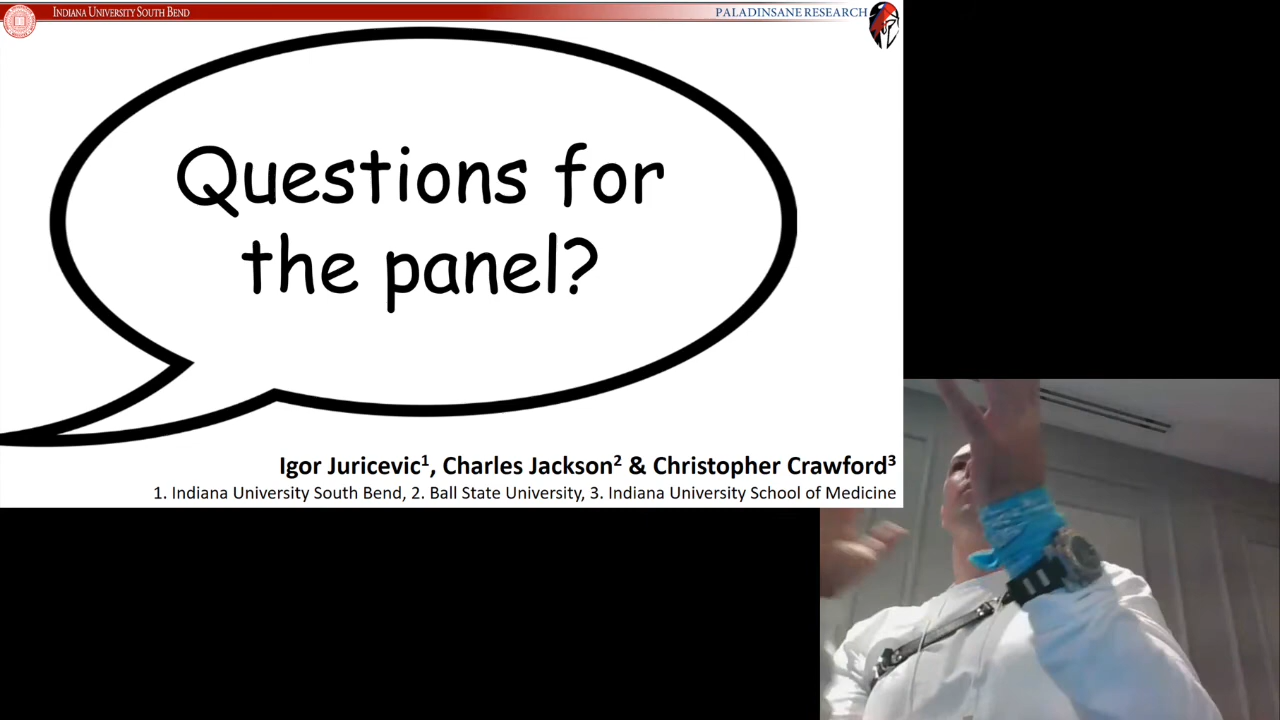 INDIANA UNIVERSITY SOUTH BEND
PALADINSANE RESEARCH
Questions for
the panel?
Igor Juricevic¹, Charles Jackson² & Christopher Crawford³
1. Indiana University South Bend, 2. Ball State University, 3. Indiana University School of Medicine